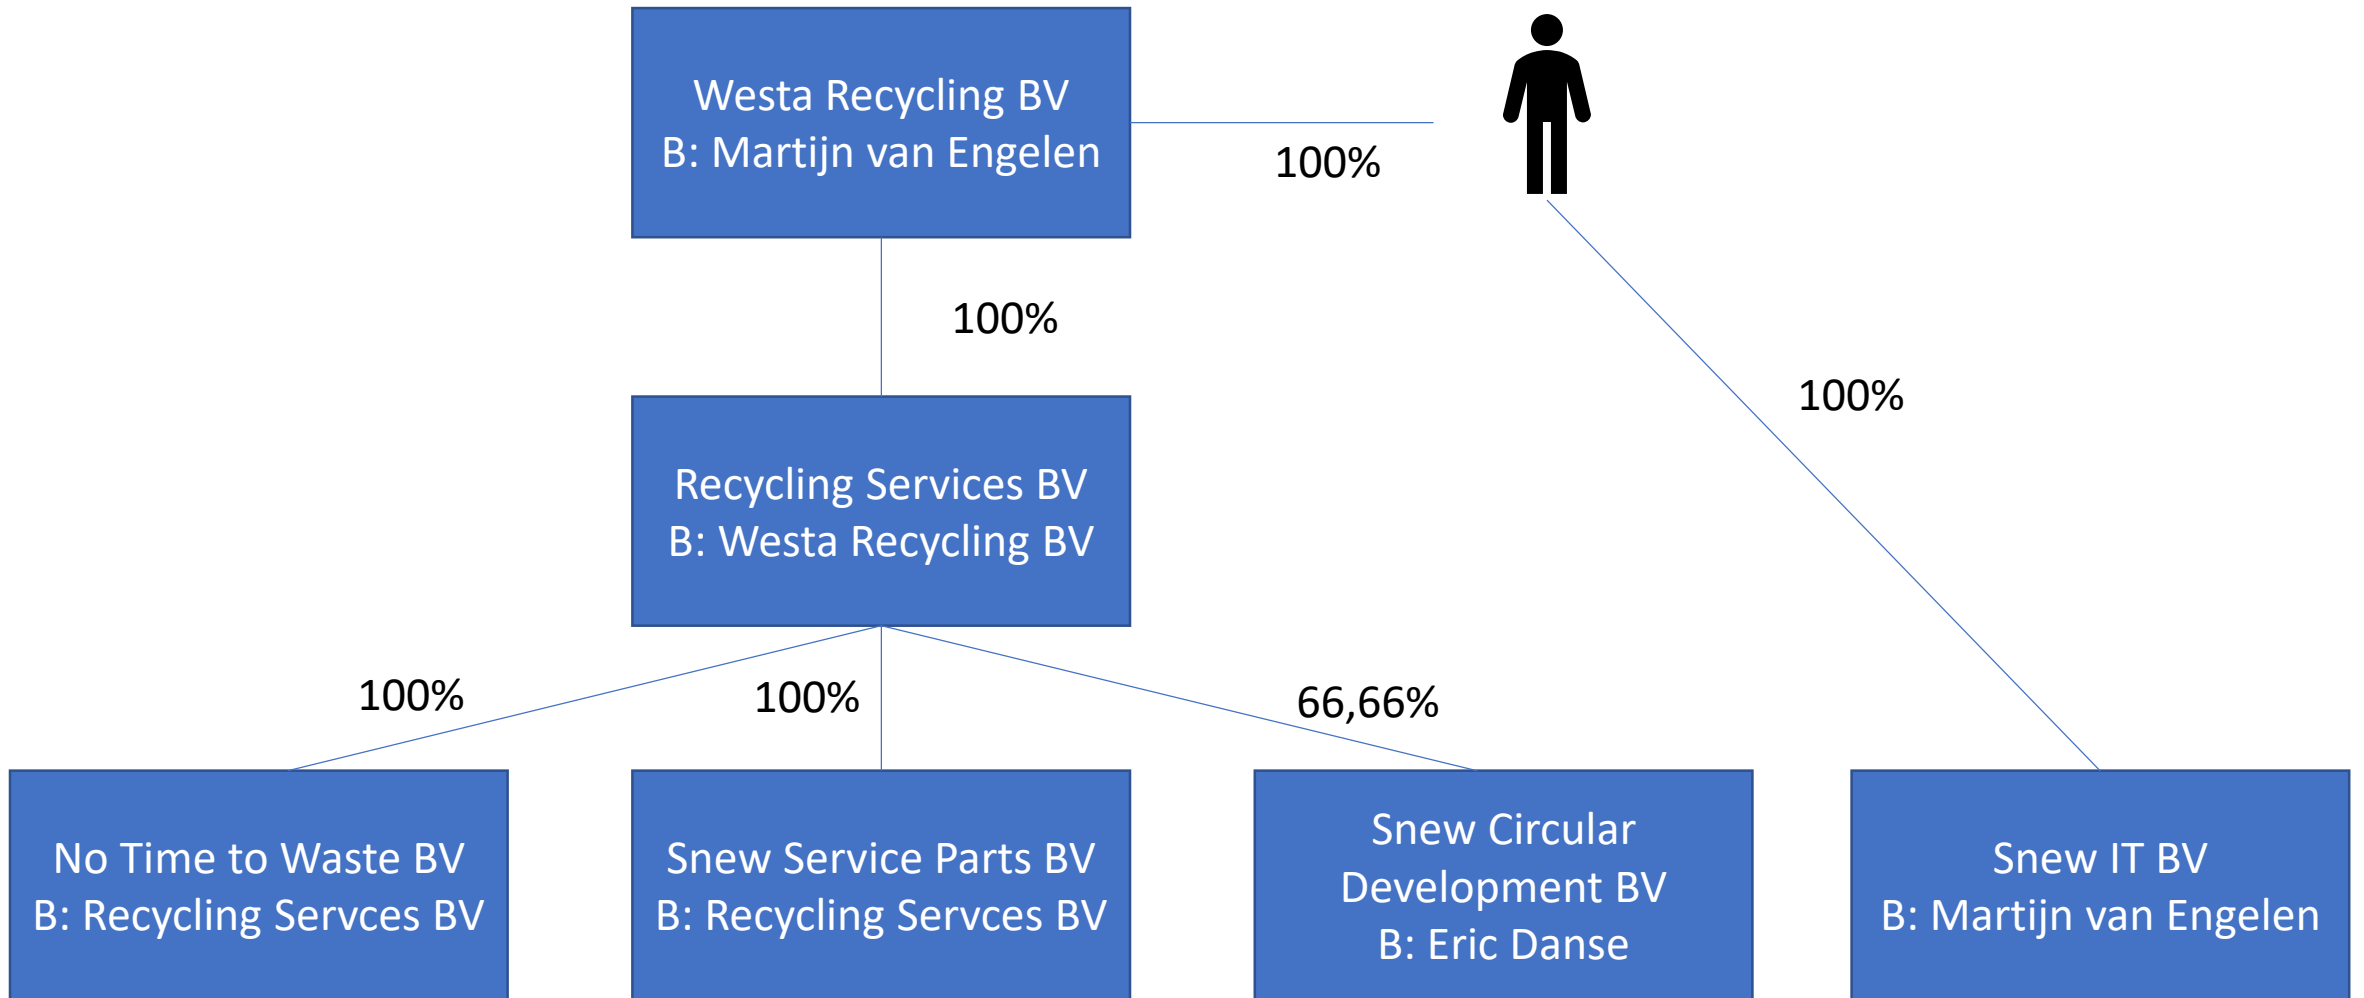 Westa Recycling BV
B: Martijn van Engelen
100%
100%
100%
Recycling Services BV
B: Westa Recycling BV
100%
100%
66,66%
No Time to Waste BV
B: Recycling Servces BV
Snew Service Parts BV
B: Recycling Servces BV
Snew Circular
Development BV
B: Eric Danse
Snew IT BV
B: Martijn van Engelen